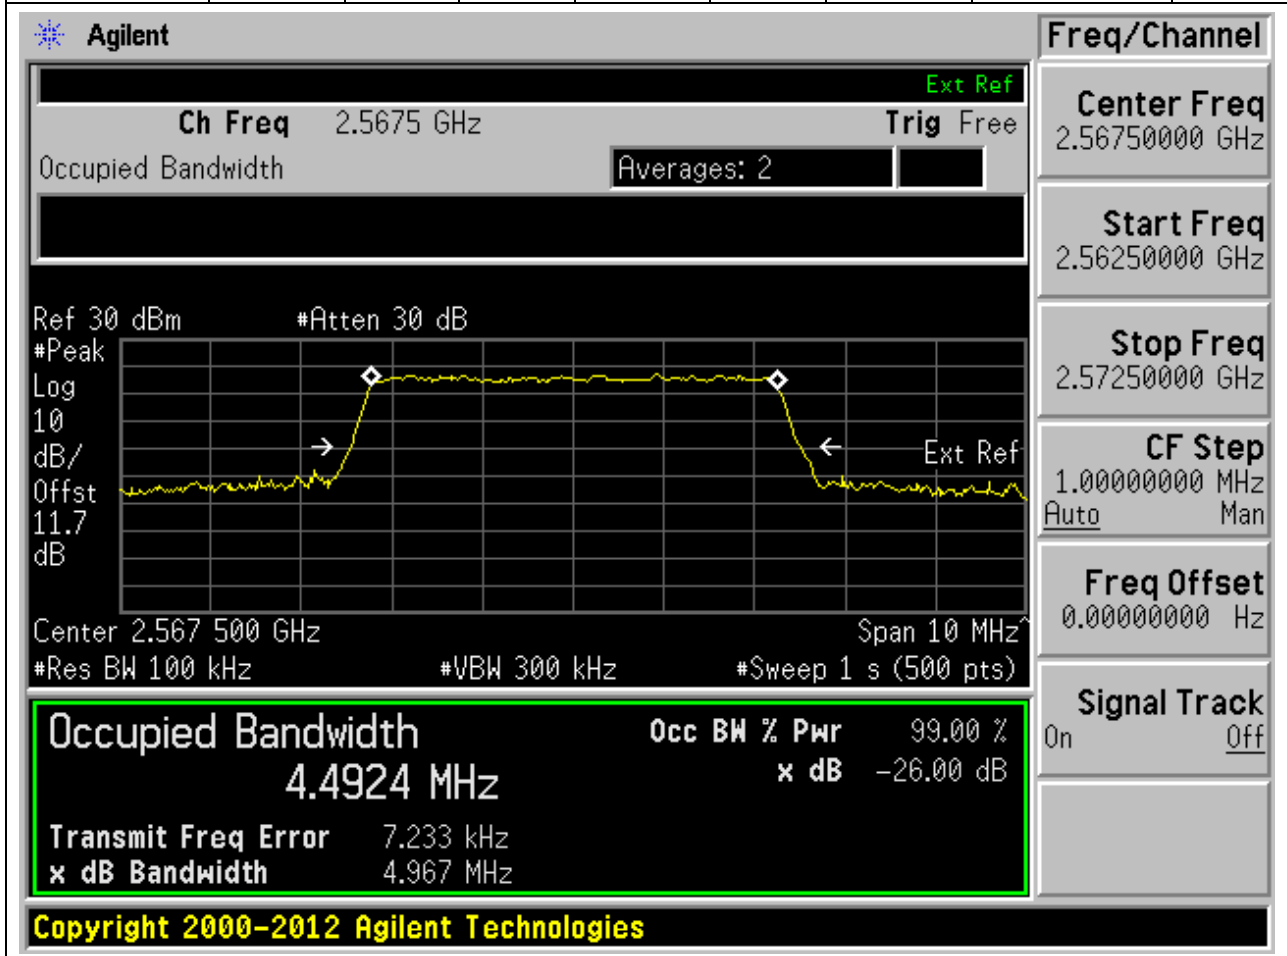 Agilent
Ext Ref
Ch Freq 2.5675 GHz Trig Free
Occupied Bandwidth Averages: 2
Ref 30 dBm #Atten 30 dB
#Peak
Log
10
dB/
Offst
11.7
dB
Ext Ref
Center 2.567 500 GHz Span 10 MHz^
#Res BW 100 kHz #VBW 300 kHz #Sweep 1 s (500 pts)
Occupied Bandwidth Occ BW % Pwr 99.00 %
4.4924 MHz x dB -26.00 dB
Transmit Freq Error 7.233 kHz
x dB Bandwidth 4.967 MHz
Copyright 2000-2012 Agilent Technologies
Freq/Channel
Center Freq
2.56750000 GHz
Start Freq
2.56250000 GHz
Stop Freq
2.57250000 GHz
CF Step
1.00000000 MHz
Auto Man
Freq Offset
0.00000000 Hz
Signal Track
On Off